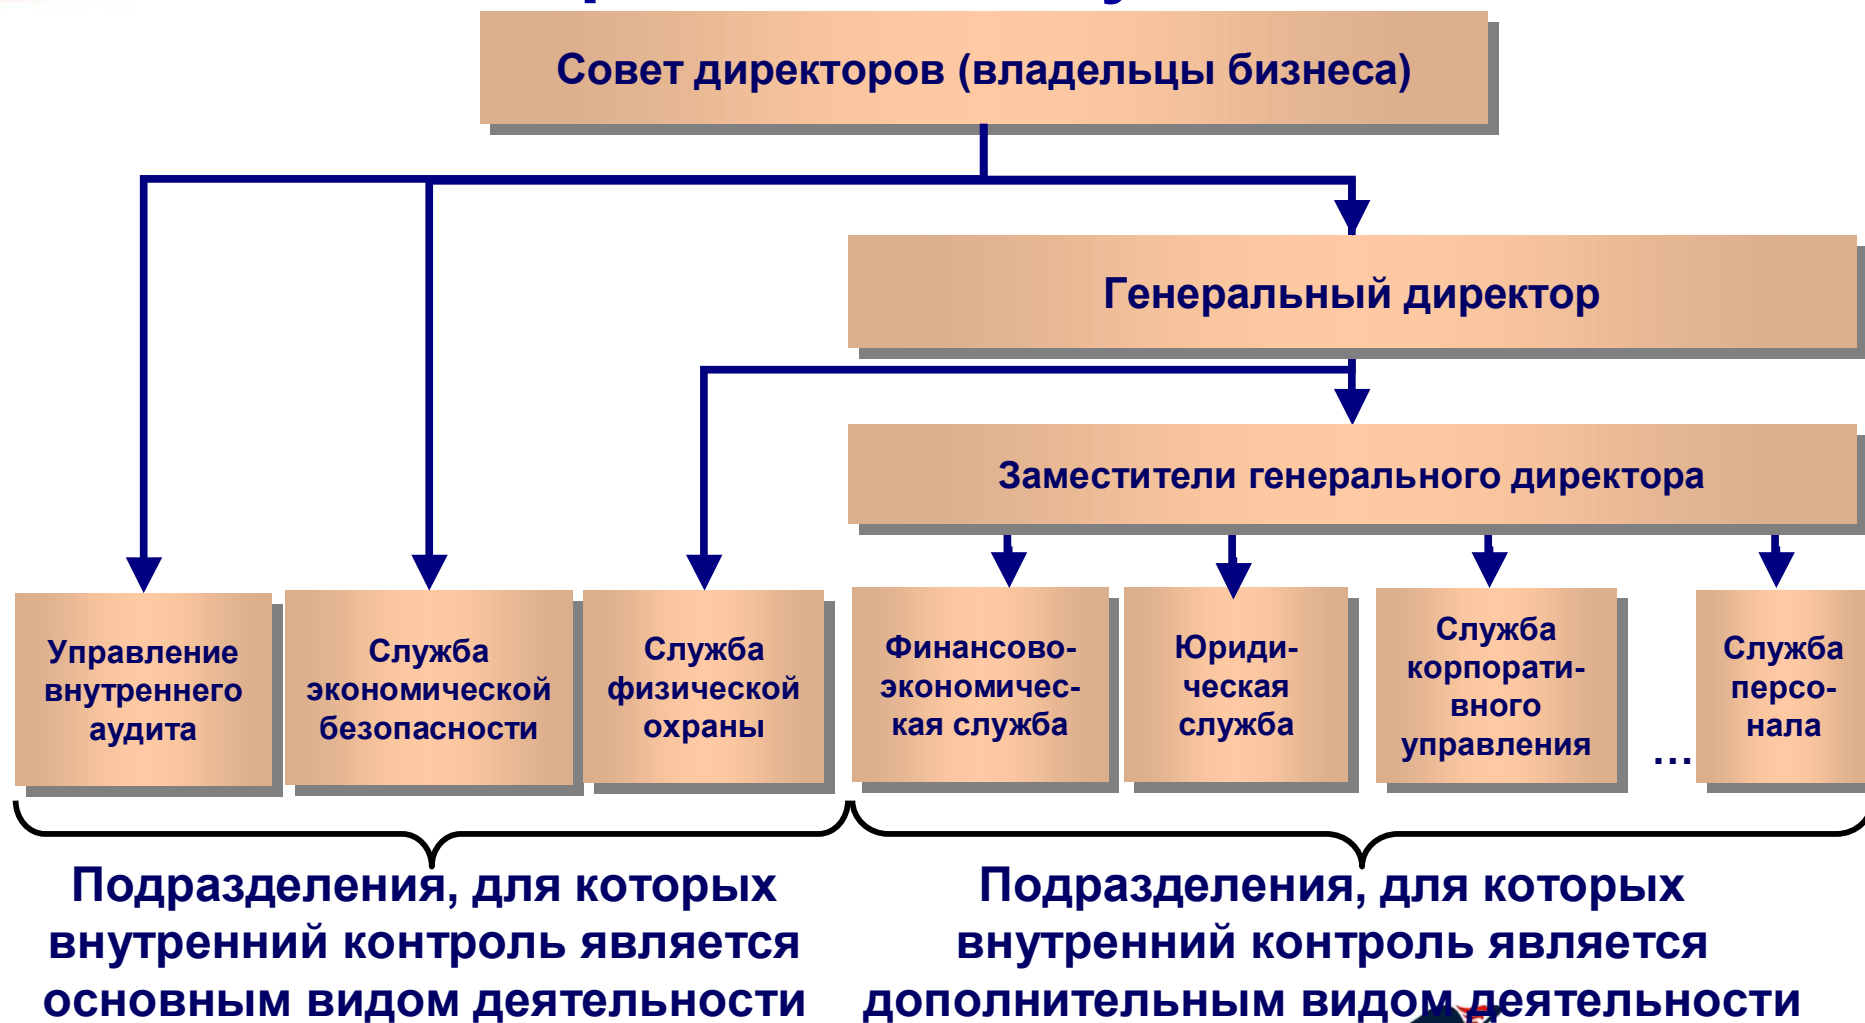 Совет директоров (владельцы бизнеса)
Генеральный директор
Заместители генерального директора
Управление
внутреннего
аудита
Служба
экономической
безопасности
Служба
физической
охраны
Финансово-
экономичес-
кая служба
Юриди-
ческая
служба
Служба
корпорати-
вного
управления
...
Служба
персо-
нала
Подразделения, для которых
внутренний контроль является
основным видом деятельности
Подразделения, для которых
внутренний контроль является
дополнительным видом деятельности